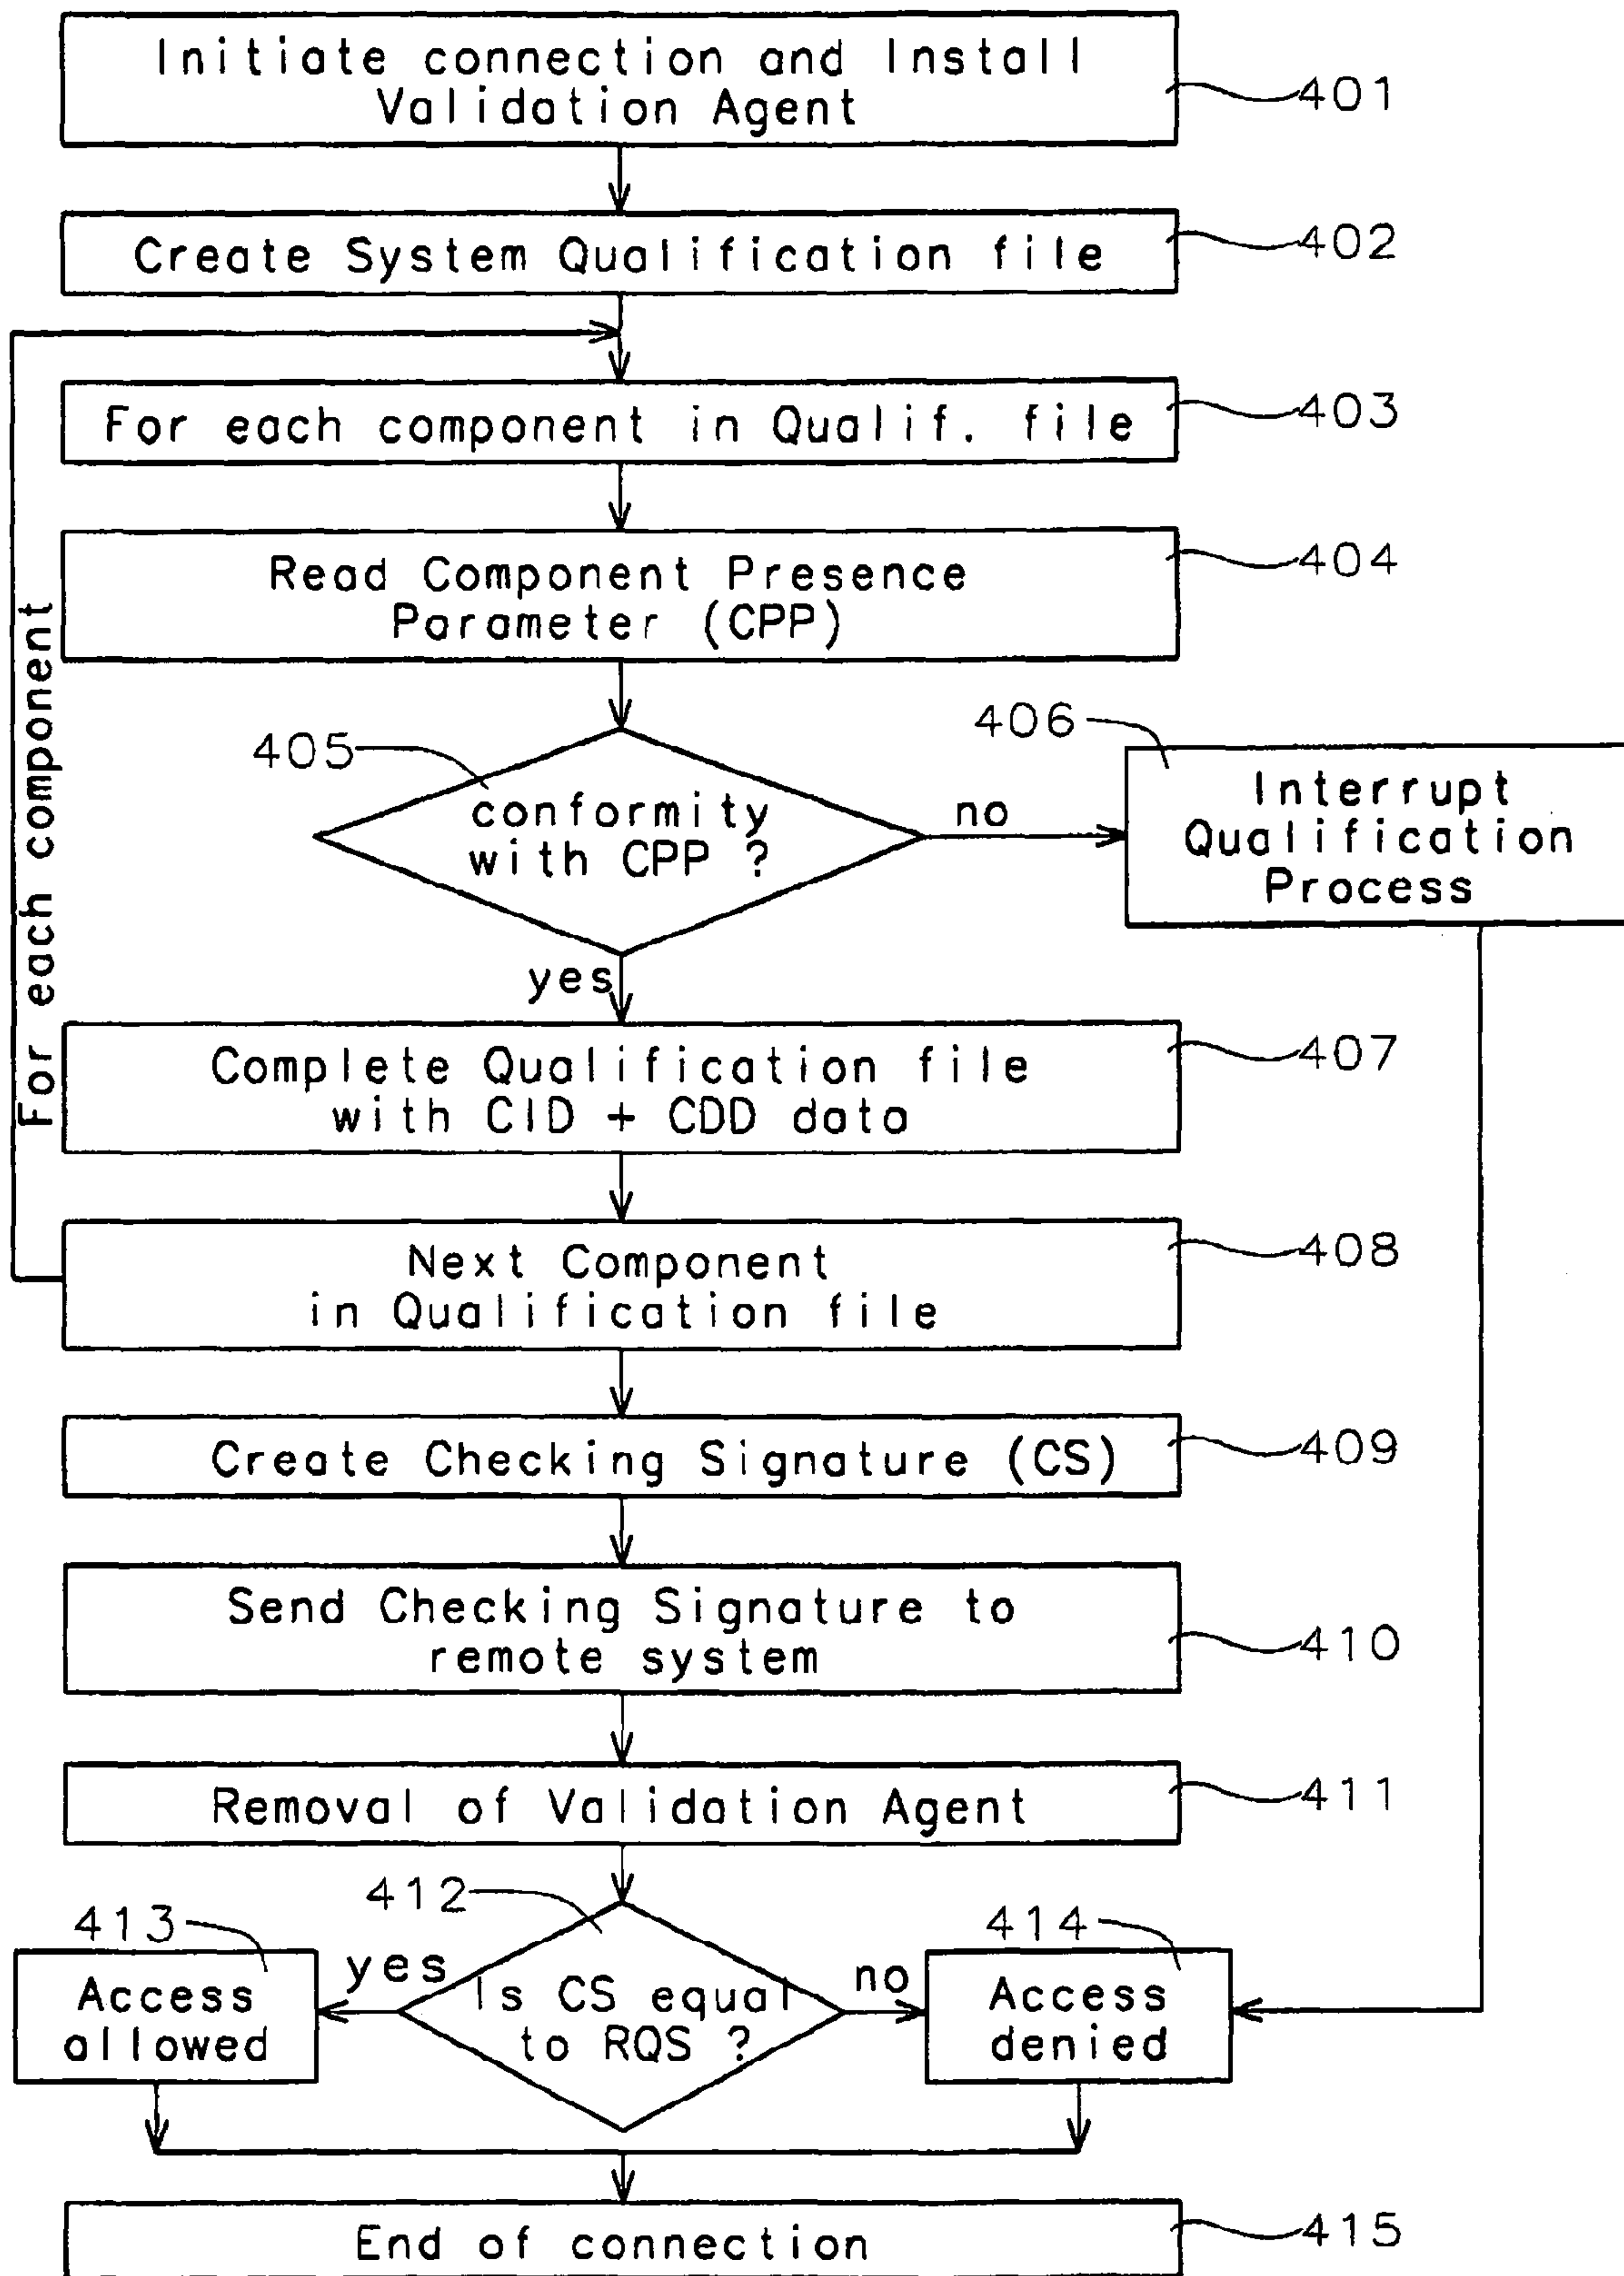 Initiate connection and Install
Validation Agent
401
Create System Qualification file
402
For each component in Qualif. file
403
Read Component Presence
Parameter (CPP)
404
For each component
405
conformity
with CPP ?
no
yes
406
Interrupt
Qualification
Process
Complete Qualification file
with CID + CDD data
407
Next Component
in Qualification file
408
Create Checking Signature (CS)
409
Send Checking Signature to
remote system
410
Removal of Validation Agent
411
412
Is CS equal
to RQS ?
yes
no
413
Access
allowed
414
Access
denied
End of connection
415